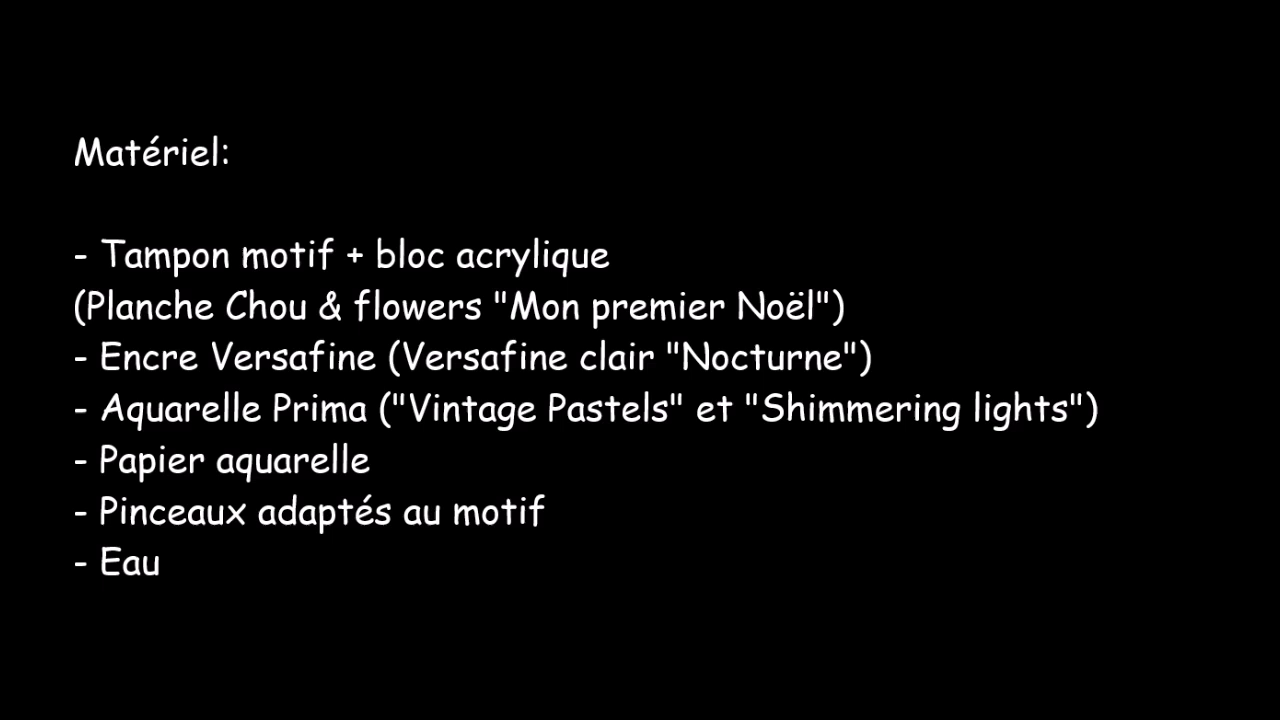 Matériel:
- Tampon motif + bloc acrylique
(Planche Chou & flowers "Mon premier Noël")
- Encre Versafine (Versafine clair "Nocturne")
- Aquarelle Prima ("Vintage Pastels" et "Shimmering lights")
- Papier aquarelle
- Pinceaux adaptés au motif
- Eau